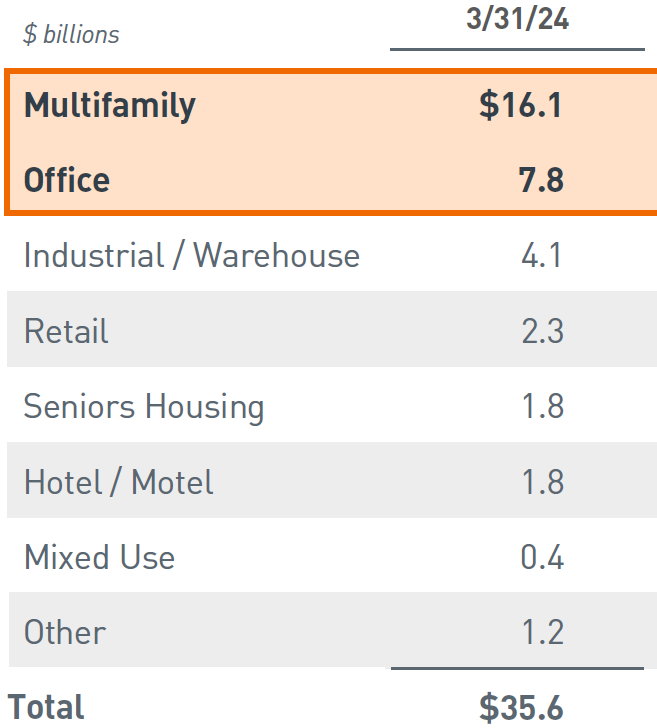 $ billions 3/31/24
Multifamily $16.1
Office 7.8
Industrial / Warehouse 4.1
Retail 2.3
Seniors Housing 1.8
Hotel / Motel 1.8
Mixed Use 0.4
Other 1.2
Total $35.6